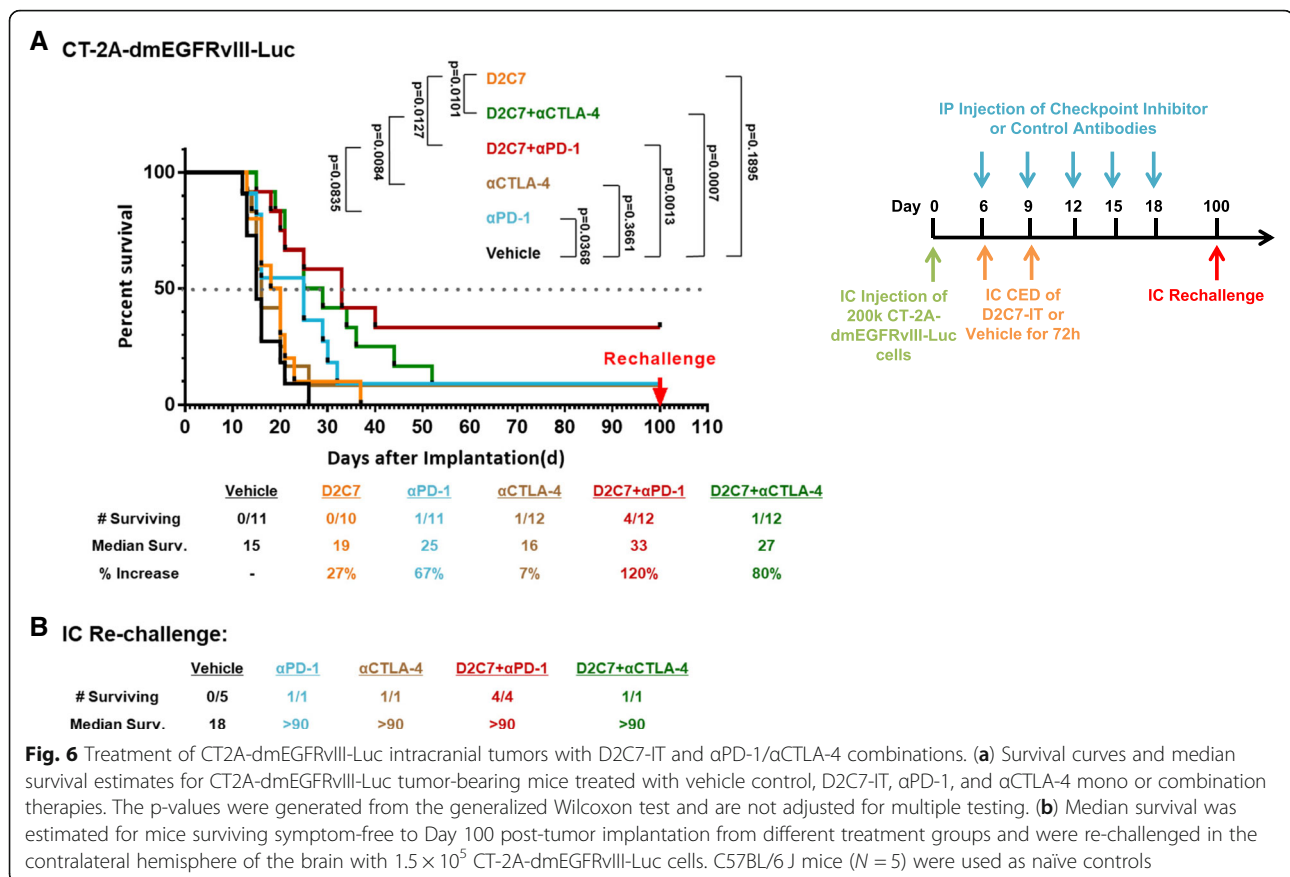 A CT-2A-dmEGFRvIII-Luc
p=0.0101
p=0.0127
p=0.0084
p=0.0835
D2C7
D2C7+αCTLA-4
D2C7+αPD-1
αCTLA-4
αPD-1
Vehicle
p=0.0368
p=0.3661
p=0.0013
p=0.0007
p=0.1895
Percent survival
100
50
0
Rechallenge
0 10 20 30 40 50 60 70 80 90 100 110
Days after Implantation(d)
IP Injection of Checkpoint Inhibitor
or Control Antibodies
Day 0 6 9 12 15 18 100
IC Injection of
200k CT-2A-
dmEGFRvIII-Luc
cells
IC CED of
D2C7-IT or
Vehicle for 72h
IC Rechallenge
Vehicle D2C7 αPD-1 αCTLA-4 D2C7+αPD-1 D2C7+αCTLA-4
# Surviving 0/11 0/10 1/11 1/12 4/12 1/12
Median Surv. 15 19 25 16 33 27
% Increase - 27% 67% 7% 120% 80%
B IC Re-challenge:
Vehicle αPD-1 αCTLA-4 D2C7+αPD-1 D2C7+αCTLA-4
# Surviving 0/5 1/1 1/1 4/4 1/1
Median Surv. 18 >90 >90 >90 >90
Fig. 6 Treatment of CT2A-dmEGFRvIII-Luc intracranial tumors with D2C7-IT and αPD-1/αCTLA-4 combinations. (a) Survival curves and median
survival estimates for CT2A-dmEGFRvIII-Luc tumor-bearing mice treated with vehicle control, D2C7-IT, αPD-1, and αCTLA-4 mono or combination
therapies. The p-values were generated from the generalized Wilcoxon test and are not adjusted for multiple testing. (b) Median survival was
estimated for mice surviving symptom-free to Day 100 post-tumor implantation from different treatment groups and were re-challenged in the
contralateral hemisphere of the brain with 1.5 × 10⁵ CT-2A-dmEGFRvIII-Luc cells. C57BL/6 J mice (N = 5) were used as naïve controls